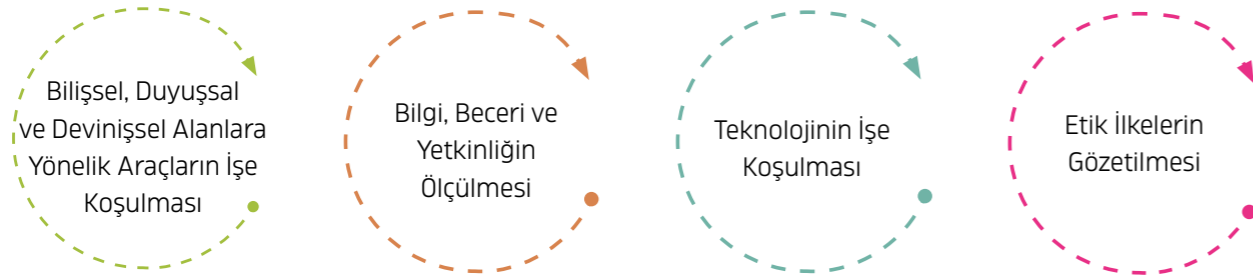 Bilişsel, Duyuşsal
ve Devinişsel Alanlara
Yönelik Araçların İşe
Koşulması
Bilgi, Beceri ve
Yetkinliğin
Ölçülmesi
Teknolojinin İşe
Koşulması
Etik İlkelerin
Gözetilmesi